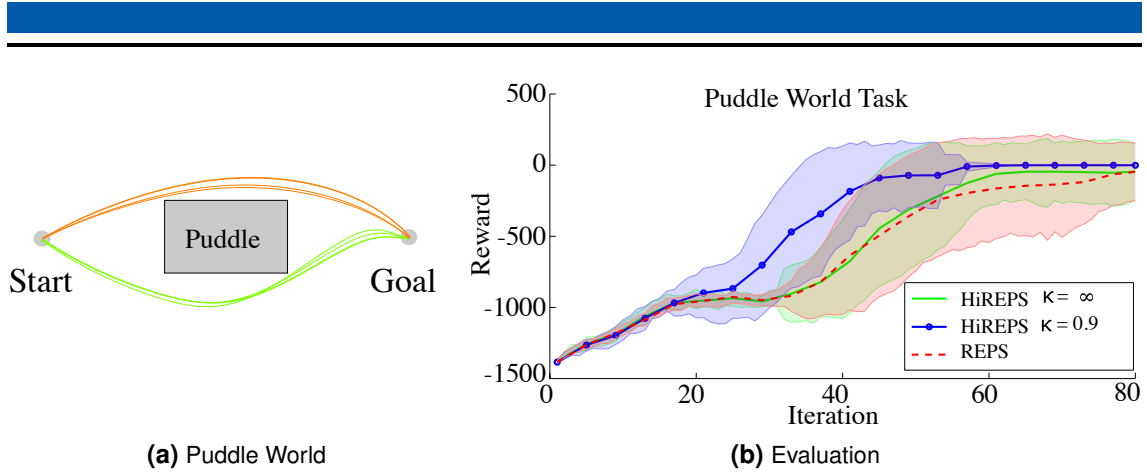 Puddle
Start
Goal
(a) Puddle World
Puddle World Task
500
0
-500
-1000
-1500
Reward
0
20
40
60
80
Iteration
HiREPS κ = ∞
HiREPS κ = 0.9
REPS
(b) Evaluation